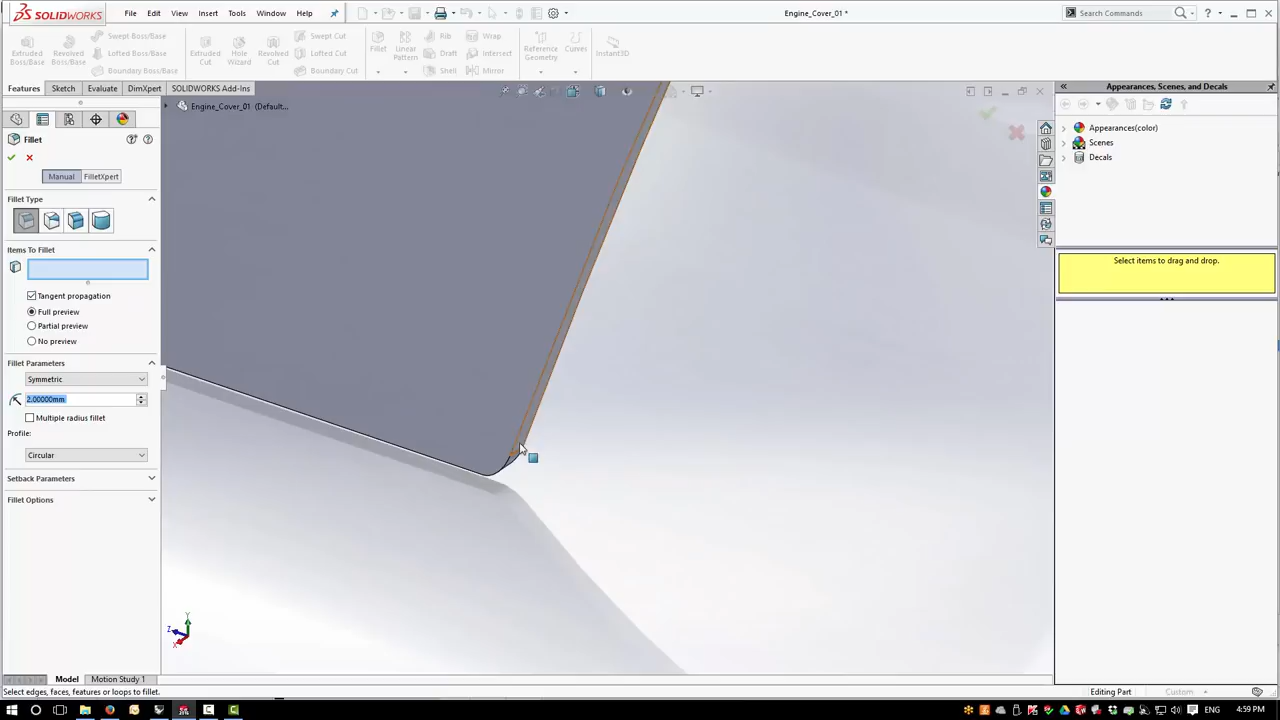 SOLIDWORKS
File Edit View Insert Tools Window Help
Engine_Cover_01 *
Search Commands
Extruded Boss/Base
Revolved Boss/Base
Swept Boss/Base
Lofted Boss/Base
Boundary Boss/Base
Extruded Cut
Hole Wizard
Revolved Cut
Swept Cut
Lofted Cut
Boundary Cut
Fillet
Linear Pattern
Rib
Draft
Shell
Wrap
Intersect
Mirror
Reference Geometry
Curves
Instant3D
Features Sketch Evaluate DimXpert SOLIDWORKS Add-Ins
Engine_Cover_01 (Default...
Appearances, Scenes, and Decals
Appearances(color)
Scenes
Decals
Select items to drag and drop.
Fillet
Manual FilletXpert
Fillet Type
Items To Fillet
Tangent propagation
Full preview
Partial preview
No preview
Fillet Parameters
Symmetric
2.00000mm
Multiple radius fillet
Profile:
Circular
Setback Parameters
Fillet Options
Y
Z
X
Model Motion Study 1
Select edges, faces, features or loops to fillet.
Editing Part
Custom
ENG 4:59 PM